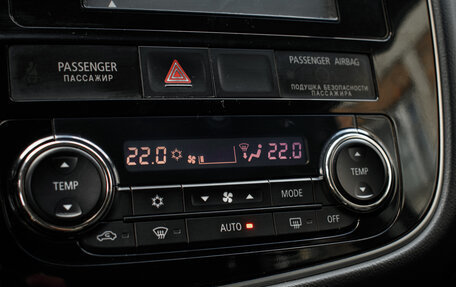 PASSENGER
ПАССАЖИР
PASSENGER AIRBAG
ПОДУШКА БЕЗОПАСНОСТИ
ПАССАЖИРА
22.0 22.0
TEMP
TEMP
MODE
AUTO
OFF